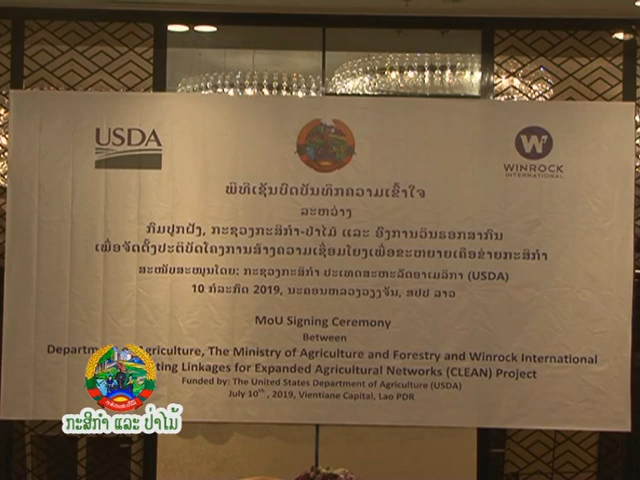 USDA
W
WINROCK
INTERNATIONAL
ພິທີເຊັນບົດບັນທຶກຄວາມເຂົ້າໃຈ
ລະຫວ່າງ
ກົມປູກຝັງ, ກະຊວງກະສິກຳ-ປ່າໄມ້ ແລະ ອົງການວິນຣອກສາກົນ
ເພື່ອຈັດຕັ້ງປະຕິບັດໂຄງການສ້າງຄວາມເຊື່ອມໂຍງເພື່ອຂະຫຍາຍເຄືອຂ່າຍກະສິກຳ
ສະໜັບສະໜູນໂດຍ: ກະຊວງກະສິກຳ ປະເທດສະຫະລັດອາເມລິກາ (USDA)
10 ກໍລະກົດ 2019, ນະຄອນຫລວງວຽງຈັນ, ສປປ ລາວ
MoU Signing Ceremony
Between
Department Agriculture, The Ministry of Agriculture and Forestry and Winrock International
ting Linkages for Expanded Agricultural Networks (CLEAN) Project
Funded by: The United States Department of Agriculture (USDA)
July 10th, 2019, Vientiane Capital, Lao PDR
ກະສິກຳ ແລະ ປ່າໄມ້